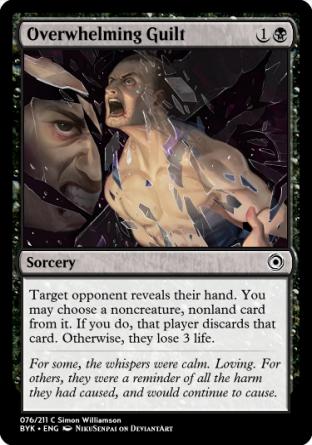 Overwhelming Guilt 1
Sorcery
Target opponent reveals their hand. You
may choose a noncreature, nonland card
from it. If you do, that player discards that
card. Otherwise, they lose 3 life.
For some, the whispers were calm. Loving. For
others, they were a reminder of all the harm
they had caused, and would continue to cause.
076/211 C Simon Williamson
BYK • ENG NikuSenpai on DeviantArt